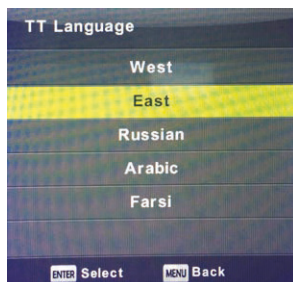 TT Language
West
East
Russian
Arabic
Farsi
ENTER Select MENU Back